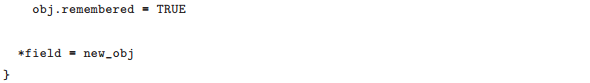 obj.remembered = TRUE
*field = new_obj
}